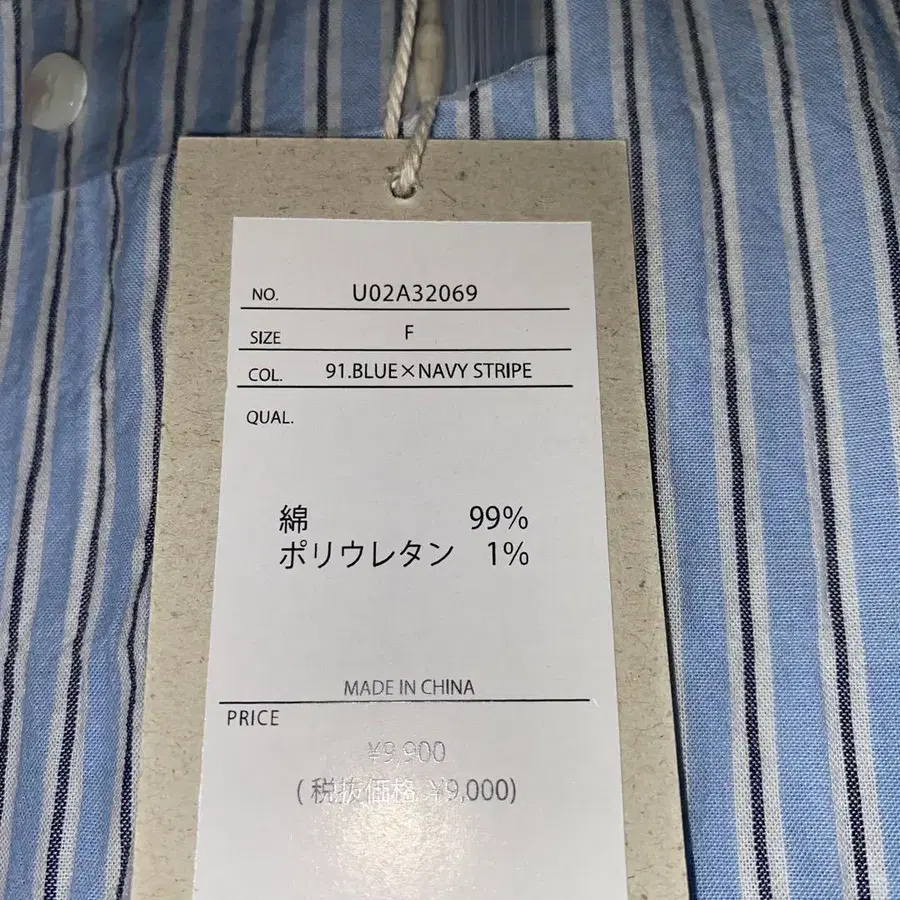 NO. U02A32069
SIZE F
COL. 91.BLUE×NAVY STRIPE
QUAL.
綿 99%
ポリウレタン 1%
MADE IN CHINA
PRICE
¥9,900
(税抜価格 ¥9,000)